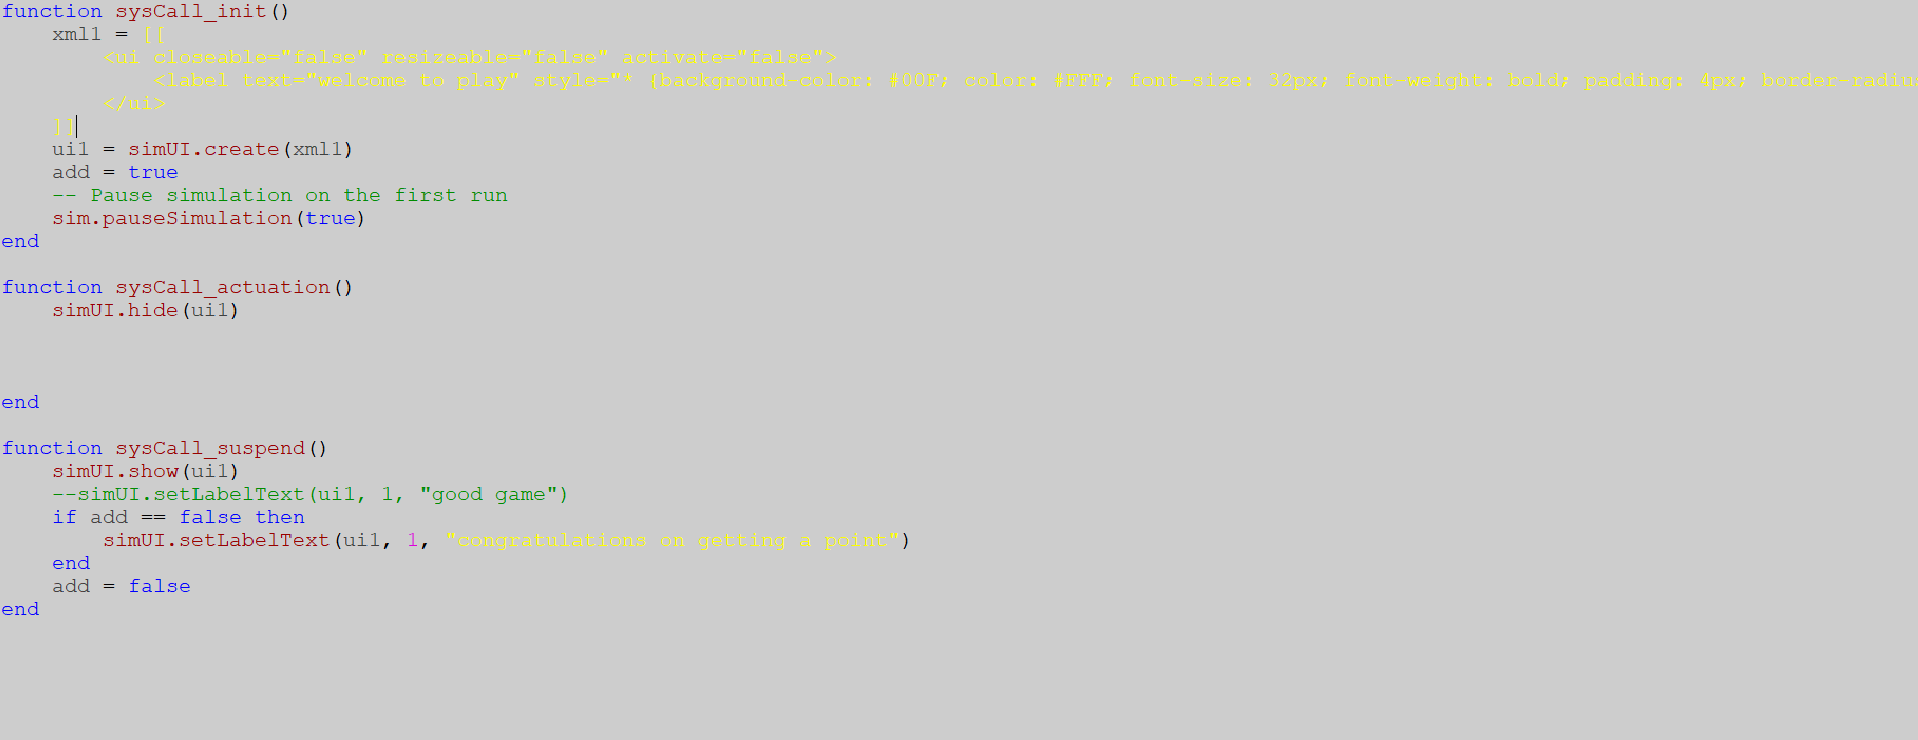 function sysCall_init()
    xml1 = [[
        <ui closeable="false" resizeable="false" activate="false">
            <label text="welcome to play" style="* {background-color: #00F; color: #FFF; font-size: 32px; font-weight: bold; padding: 4px; border-radiu
        </ui>
    ]]
    ui1 = simUI.create(xml1)
    add = true
    -- Pause simulation on the first run
    sim.pauseSimulation(true)
end

function sysCall_actuation()
    simUI.hide(ui1)

end

function sysCall_suspend()
    simUI.show(ui1)
    --simUI.setLabelText(ui1, 1, "good game")
    if add == false then
        simUI.setLabelText(ui1, 1, "congratulations on getting a point")
    end
    add = false
end